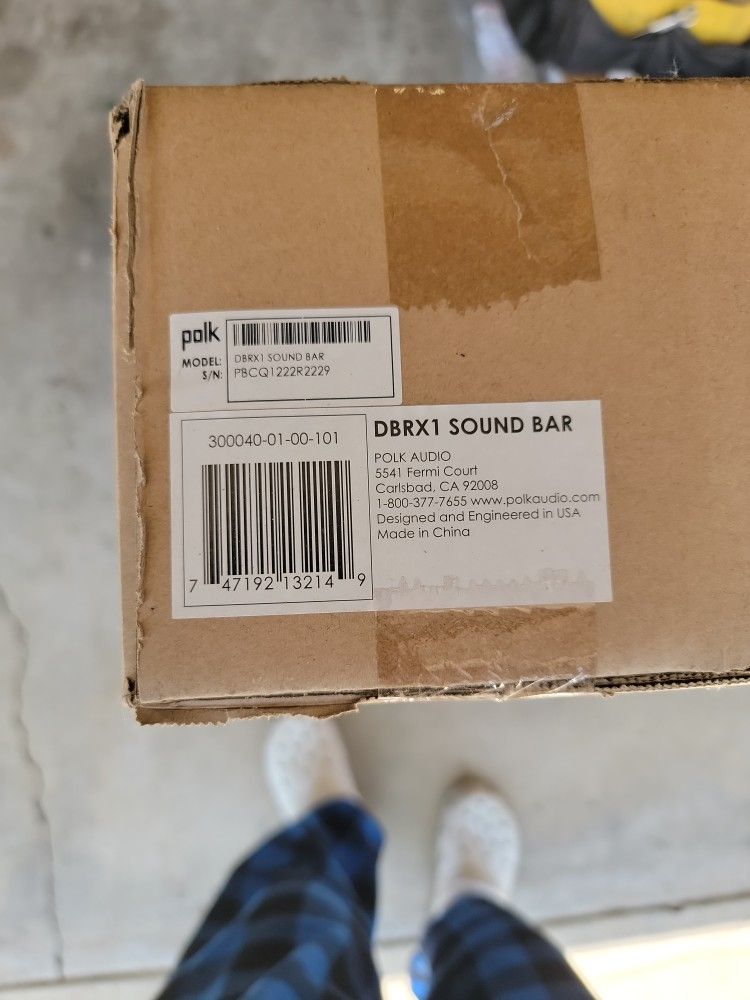 polk
MODEL: DBRX1 SOUND BAR
S/N: PBCQ1222R2229
300040-01-00-101
7 47192 13214 9
DBRX1 SOUND BAR
POLK AUDIO
5541 Fermi Court
Carlsbad, CA 92008
1-800-377-7655 www.polkaudio.com
Designed and Engineered in USA
Made in China